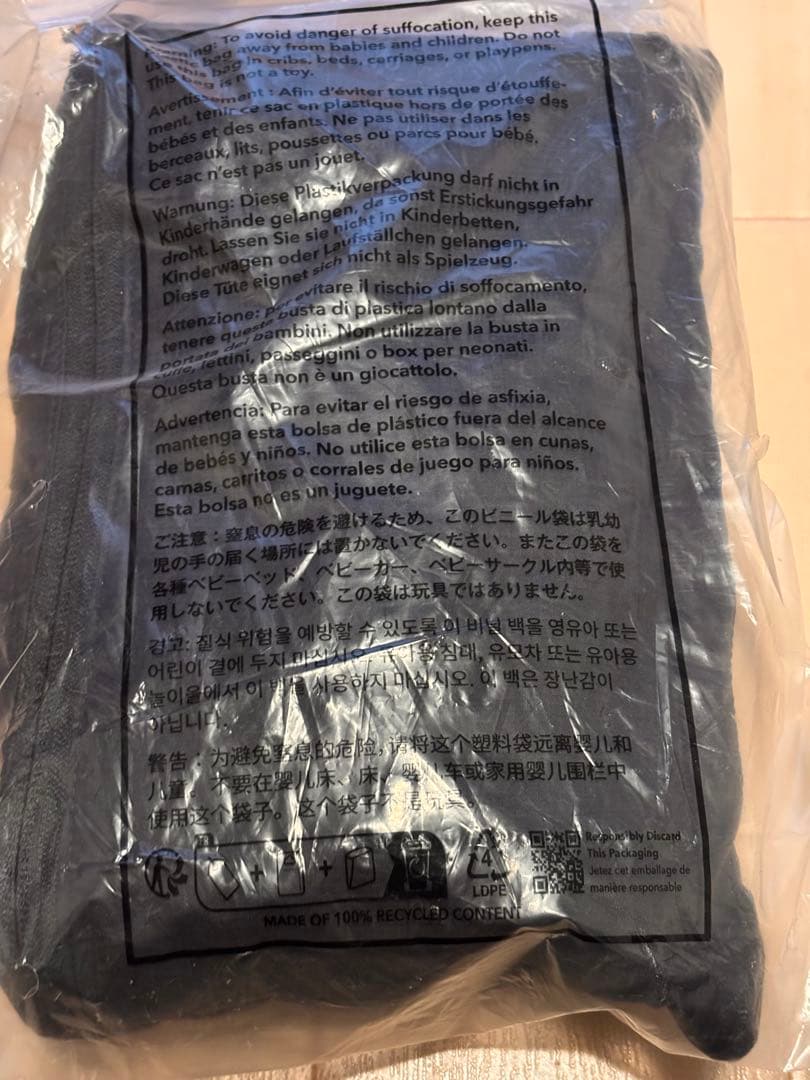 Warning: To avoid danger of suffocation, keep this
plastic bag away from babies and children. Do not
use this bag in cribs, beds, carriages, or playpens.
This bag is not a toy.
Avertissement : Afin d'éviter tout risque d'étouffe-
ment, tenir ce sac en plastique hors de portée des
bébés et des enfants. Ne pas utiliser dans les
berceaux, lits, poussettes ou parcs pour bébé.
Ce sac n'est pas un jouet.
Warnung: Diese Plastikverpackung darf nicht in
Kinderhände gelangen, da sonst Erstickungsgefahr
droht. Lassen Sie sie nicht in Kinderbetten,
Kinderwagen oder Laufställchen gelangen.
Diese Tüte eignet sich nicht als Spielzeug.
Attenzione: per evitare il rischio di soffocamento,
tenere questa busta di plastica lontano dalla
portata dei bambini. Non utilizzare la busta in
culle, lettini, passeggini o box per neonati.
Questa busta non è un giocattolo.
Advertencia: Para evitar el riesgo de asfixia,
mantenga esta bolsa de plástico fuera del alcance
de bebés y niños. No utilice esta bolsa en cunas,
camas, carritos o corrales de juego para niños.
Esta bolsa no es un juguete.
ご注意：窒息の危険を避けるため、このビニール袋は乳幼
児の手の届く場所には置かないでください。またこの袋を
各種ベビーベッド、ベビーカー、ベビーサークル内等で使
用しないでください。この袋は玩具ではありません。
경고: 질식 위험을 예방할 수 있도록 이 비닐 백을 영유아 또는
어린이 곁에 두지 마십시오. 유아용 침대, 유모차 또는 유아용
놀이울에서 이 백을 사용하지 마십시오. 이 백은 장난감이
아닙니다.
警告：为避免窒息的危险,请将这个塑料袋远离婴儿和
儿童。不要在婴儿床、床、婴儿车或家用婴儿围栏中
使用这个袋子。这个袋子不是玩具。
4
LDPE
Responsibly Discard
This Packaging
Jetez cet emballage de
manière responsable
MADE OF 100% RECYCLED CONTENT